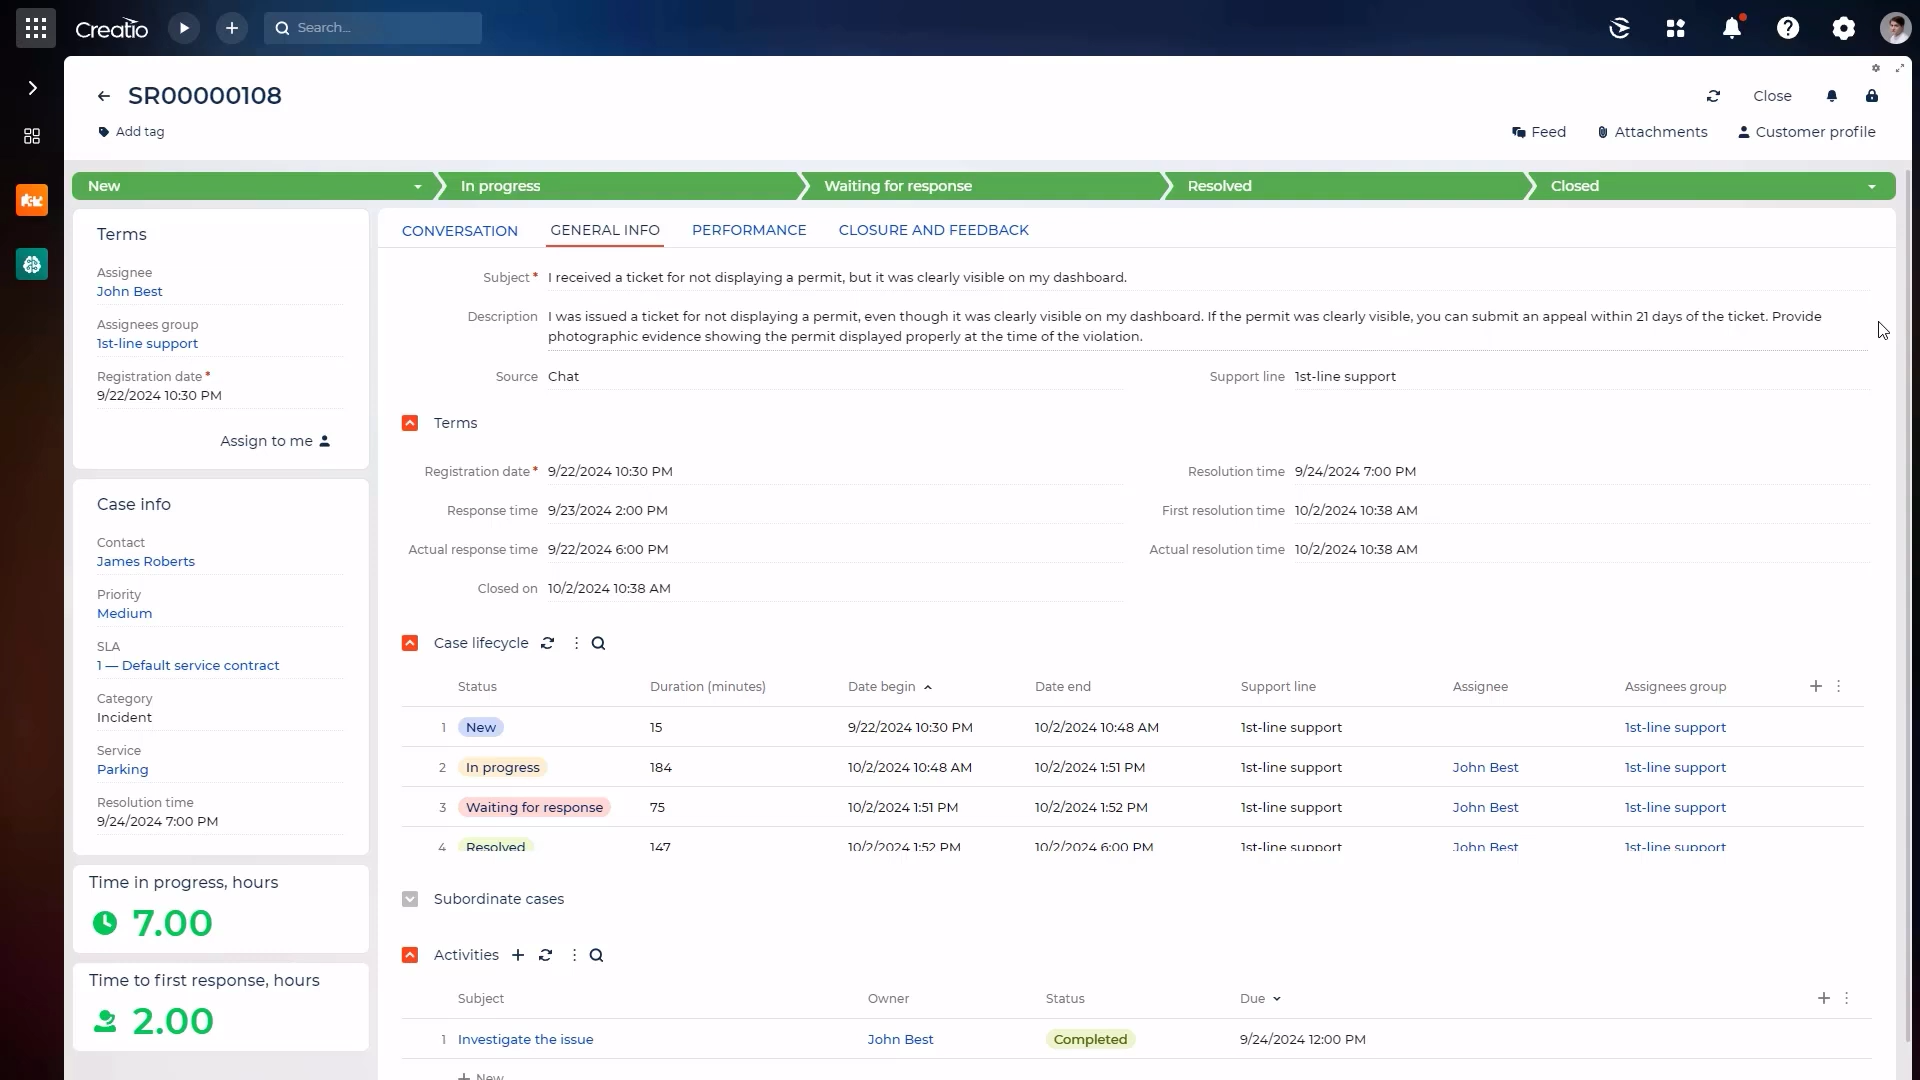 Creatio
Search...
SR00000108
Close
Add tag
Feed
Attachments
Customer profile
New
In progress
Waiting for response
Resolved
Closed
Terms
Assignee
John Best
Assignees group
1st-line support
Registration date *
9/22/2024 10:30 PM
Assign to me
Case info
Contact
James Roberts
Priority
Medium
SLA
1 — Default service contract
Category
Incident
Service
Parking
Resolution time
9/24/2024 7:00 PM
Time in progress, hours
7.00
Time to first response, hours
2.00
CONVERSATION GENERAL INFO PERFORMANCE CLOSURE AND FEEDBACK
Subject * I received a ticket for not displaying a permit, but it was clearly visible on my dashboard.
Description I was issued a ticket for not displaying a permit, even though it was clearly visible on my dashboard. If the permit was clearly visible, you can submit an appeal within 21 days of the ticket. Provide
photographic evidence showing the permit displayed properly at the time of the violation.
Source Chat Support line 1st-line support
Terms
Registration date * 9/22/2024 10:30 PM Resolution time 9/24/2024 7:00 PM
Response time 9/23/2024 2:00 PM First resolution time 10/2/2024 10:38 AM
Actual response time 9/22/2024 6:00 PM Actual resolution time 10/2/2024 10:38 AM
Closed on 10/2/2024 10:38 AM
Case lifecycle
Status Duration (minutes) Date begin Date end Support line Assignee Assignees group
1 New 15 9/22/2024 10:30 PM 10/2/2024 10:48 AM 1st-line support 1st-line support
2 In progress 184 10/2/2024 10:48 AM 10/2/2024 1:51 PM 1st-line support John Best 1st-line support
3 Waiting for response 75 10/2/2024 1:51 PM 10/2/2024 1:52 PM 1st-line support John Best 1st-line support
4 Resolved 147 10/2/2024 1:52 PM 10/2/2024 6:00 PM 1st-line support John Best 1st-line support
Subordinate cases
Activities
Subject Owner Status Due
1 Investigate the issue John Best Completed 9/24/2024 12:00 PM
New